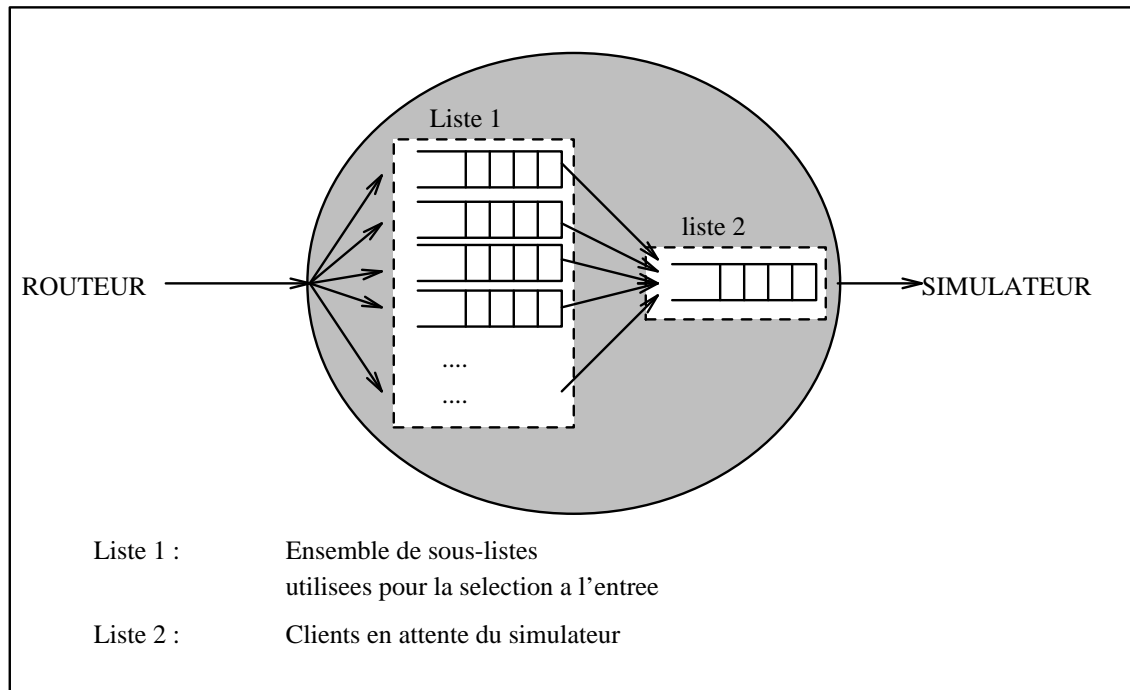 Liste 1
liste 2
ROUTEUR
SIMULATEUR
....
....
Liste 1 : Ensemble de sous-listes
utilisees pour la selection a l'entree
Liste 2 : Clients en attente du simulateur